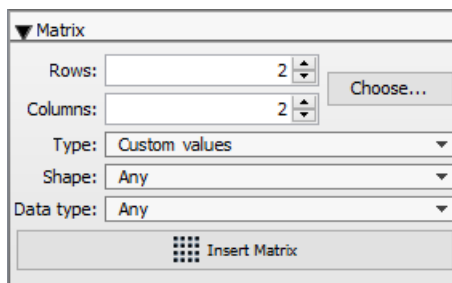 Matrix
Rows: 2
Choose...
Columns: 2
Type: Custom values
Shape: Any
Data type: Any
Insert Matrix